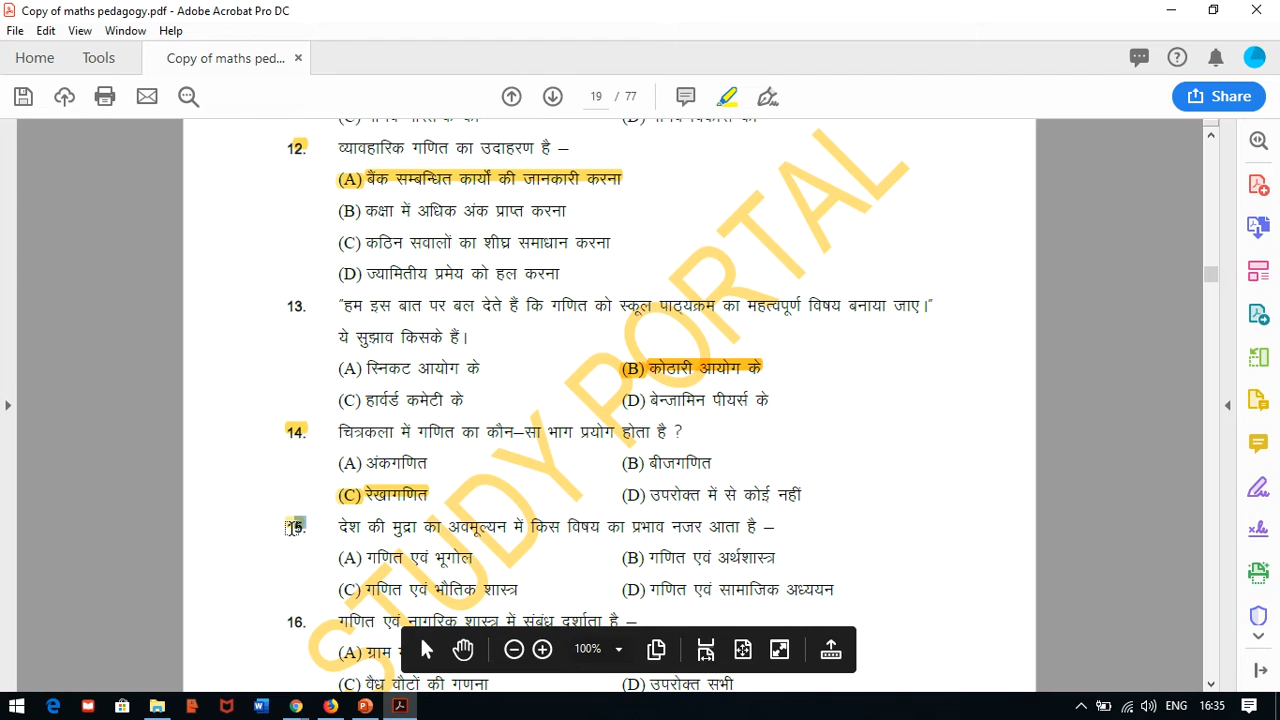 Copy of maths pedagogy.pdf - Adobe Acrobat Pro DC
File Edit View Window Help
Home Tools Copy of maths ped... ×
19 / 77
Share
12. व्यावहारिक गणित का उदाहरण है –
(A) बैंक सम्बन्धित कार्यों की जानकारी करना
(B) कक्षा में अधिक अंक प्राप्त करना
(C) कठिन सवालों का शीघ्र समाधान करना
(D) ज्यामितीय प्रमेय को हल करना
13. "हम इस बात पर बल देते हैं कि गणित को स्कूल पाठ्यक्रम का महत्वपूर्ण विषय बनाया जाए।"
ये सुझाव किसके हैं।
(A) स्निकट आयोग के (B) कोठारी आयोग के
(C) हार्वर्ड कमेटी के (D) बेन्जामिन पीयर्स के
14. चित्रकला में गणित का कौन–सा भाग प्रयोग होता है ?
(A) अंकगणित (B) बीजगणित
(C) रेखागणित (D) उपरोक्त में से कोई नहीं
15. देश की मुद्रा का अवमूल्यन में किस विषय का प्रभाव नजर आता है –
(A) गणित एवं भूगोल (B) गणित एवं अर्थशास्त्र
(C) गणित एवं भौतिक शास्त्र (D) गणित एवं सामाजिक अध्ययन
16. गणित एवं नागरिक शास्त्र में संबंध दर्शाता है –
(A) ग्राम
(C) वैध वोटों की गणना (D) उपरोक्त सभी
STUDY PORTAL
100%
ENG 16:35